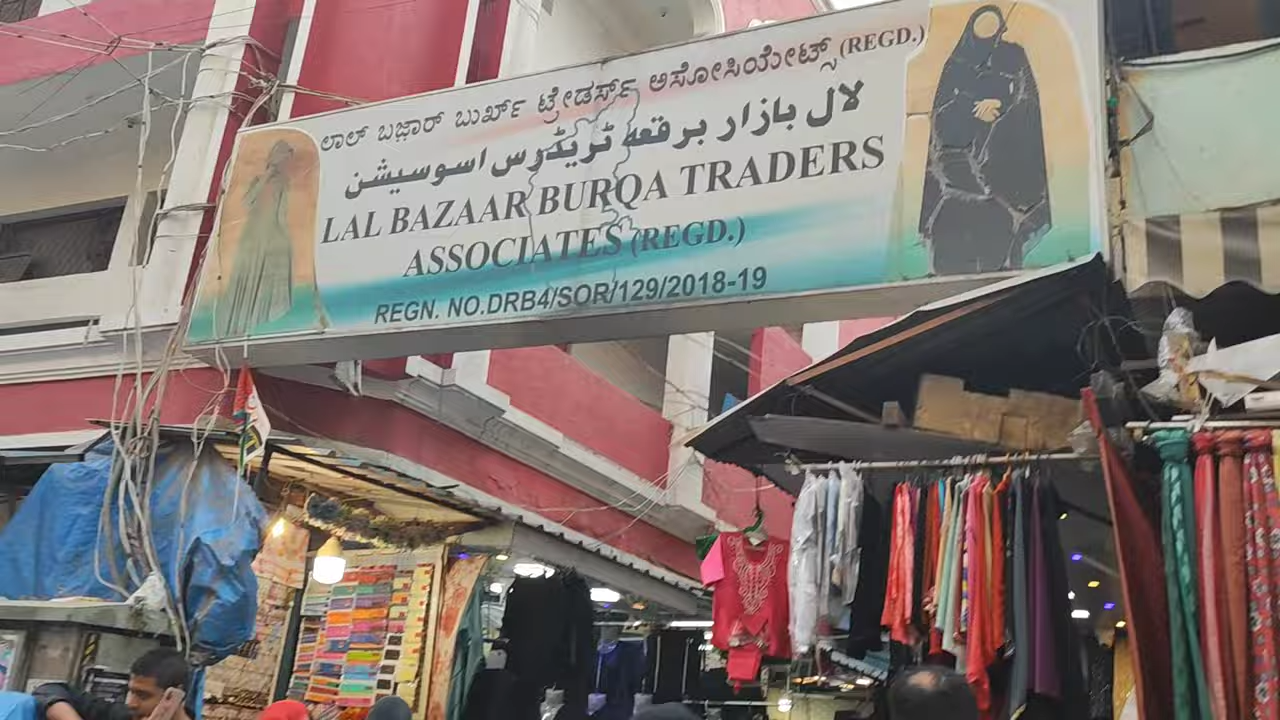 ಲಾಲ್ ಬಜ಼ಾರ್ ಬುರ್ಖ್ ಟ್ರೇಡರ್ಸ್ ಅಸೋಸಿಯೇಟ್ಸ್ (REGD.)
لال بازار برقعہ ٹریڈرس اسوسیشن
LAL BAZAAR BURQA TRADERS
ASSOCIATES (REGD.)
REGN. NO.DRB4/SOR/129/2018-19